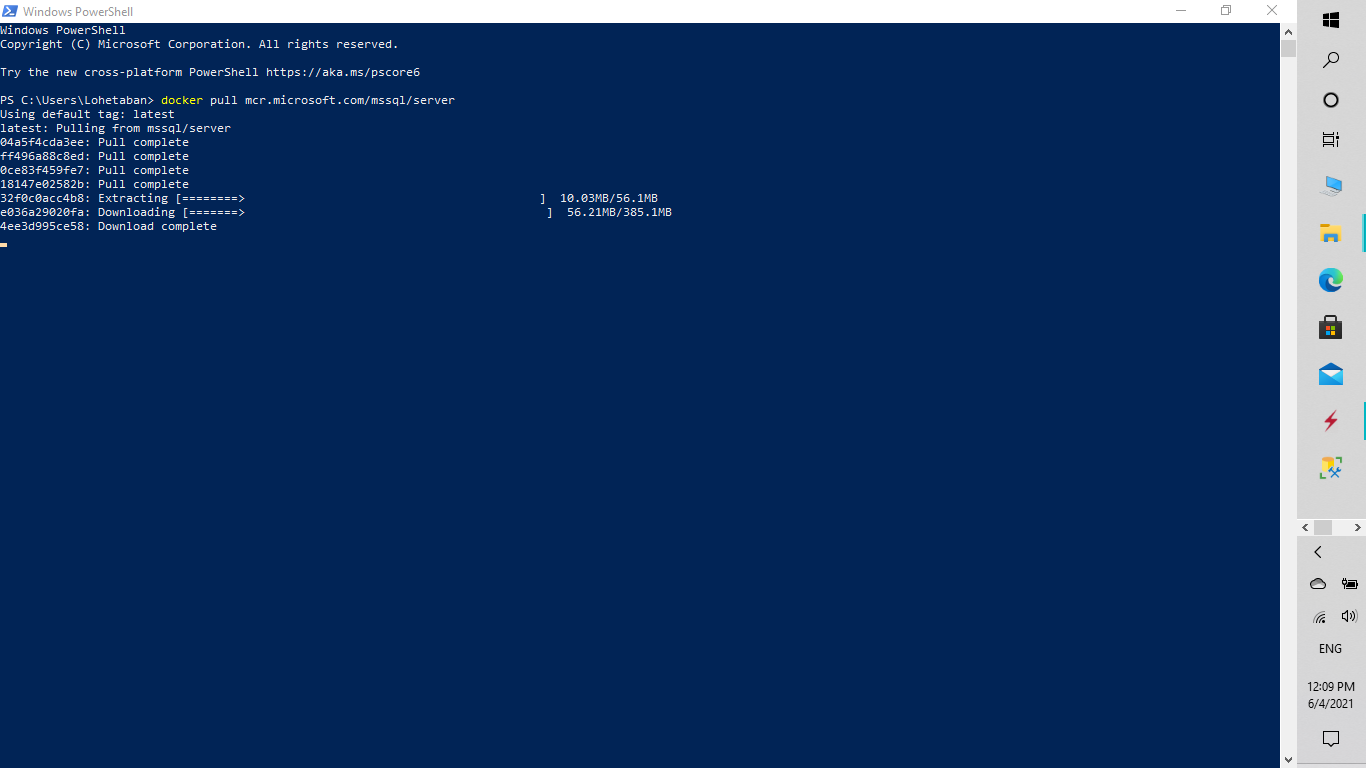 Windows PowerShell
Windows PowerShell
Copyright (C) Microsoft Corporation. All rights reserved.
Try the new cross-platform PowerShell https://aka.ms/pscore6
PS C:\Users\Lohetaban> docker pull mcr.microsoft.com/mssql/server
Using default tag: latest
latest: Pulling from mssql/server
04a5f4cda3ee: Pull complete
ff496a88c8ed: Pull complete
0ce83f459fe7: Pull complete
18147e02582b: Pull complete
32f0c0acc4b8: Extracting [========>                                          ]  10.03MB/56.1MB
e036a29020fa: Downloading [=======>                                           ]  56.21MB/385.1MB
4ee3d995ce58: Download complete
ENG
12:09 PM
6/4/2021